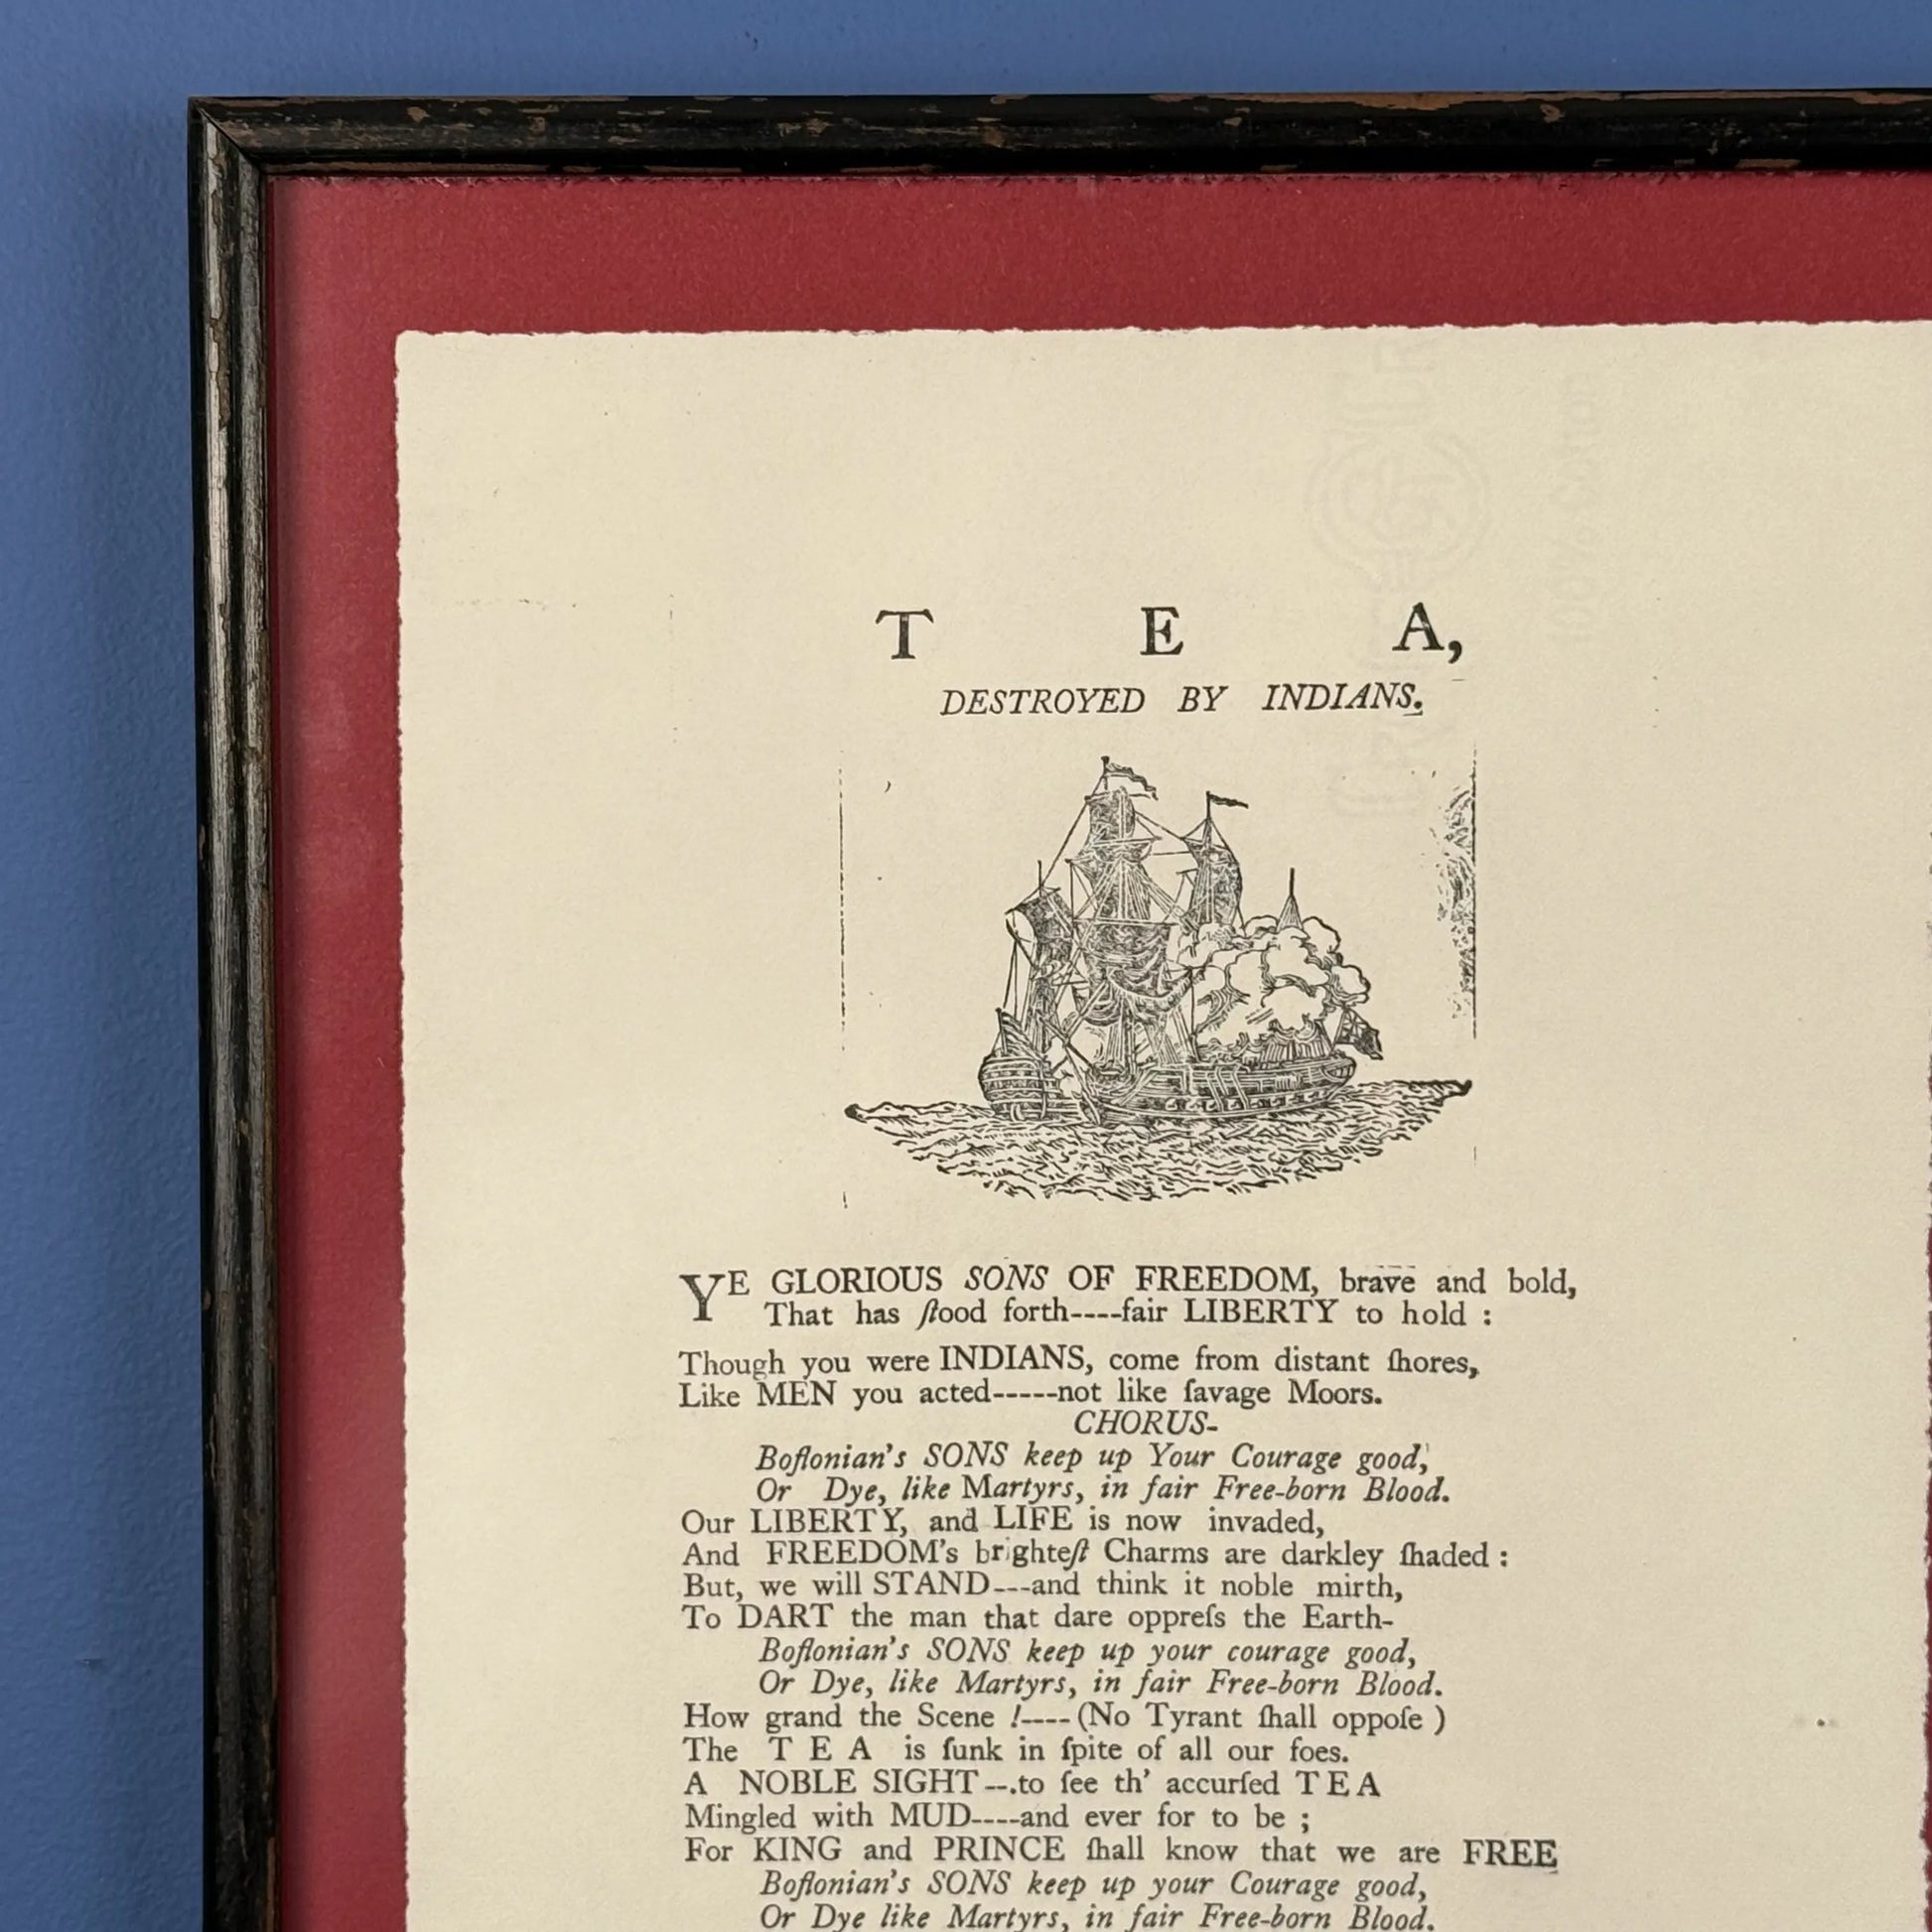 T E A,
DESTROYED BY INDIANS.
YE GLORIOUS SONS OF FREEDOM, brave and bold,
That has ſtood forth----fair LIBERTY to hold :
Though you were INDIANS, come from distant ſhores,
Like MEN you acted-----not like ſavage Moors.
CHORUS-
Boſtonian's SONS keep up Your Courage good,
Or Dye, like Martyrs, in fair Free-born Blood.
Our LIBERTY, and LIFE is now invaded,
And FREEDOM's brighteſt Charms are darkley ſhaded :
But, we will STAND---and think it noble mirth,
To DART the man that dare oppreſs the Earth-
Boſtonian's SONS keep up your courage good,
Or Dye, like Martyrs, in fair Free-born Blood.
How grand the Scene !----(No Tyrant ſhall oppoſe )
The T E A is ſunk in ſpite of all our foes.
A NOBLE SIGHT--.to ſee th' accurſed T E A
Mingled with MUD----and ever for to be ;
For KING and PRINCE ſhall know that we are FREE
Boſtonian's SONS keep up your Courage good,
Or Dye like Martyrs, in fair Free-born Blood.